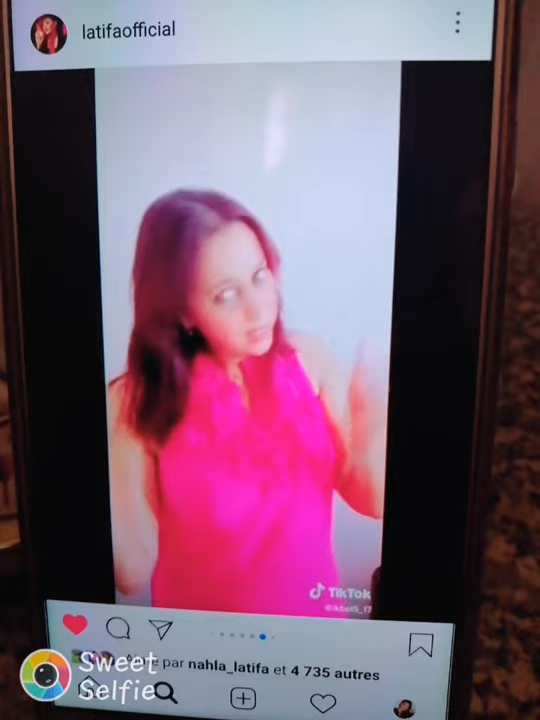 latifaofficial
TikTok
par nahla_latifa et 4 735 autres
Sweet
Selfie